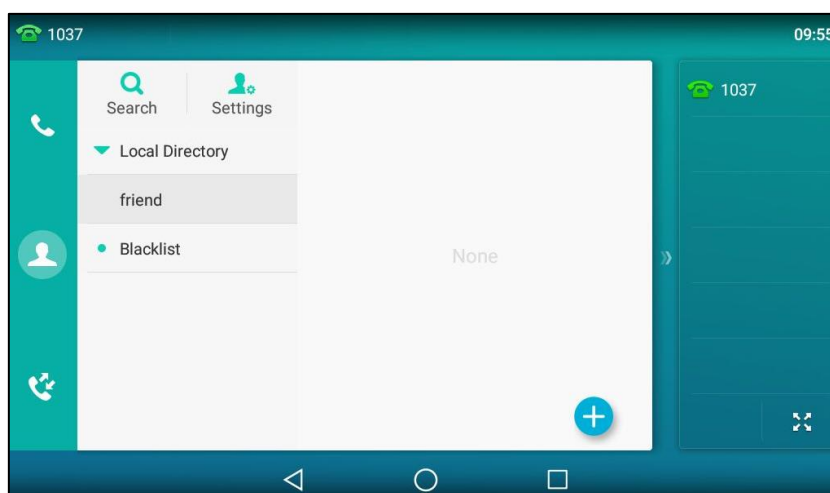 1037
09:55
Search Settings
Local Directory
friend
Blacklist
None
1037